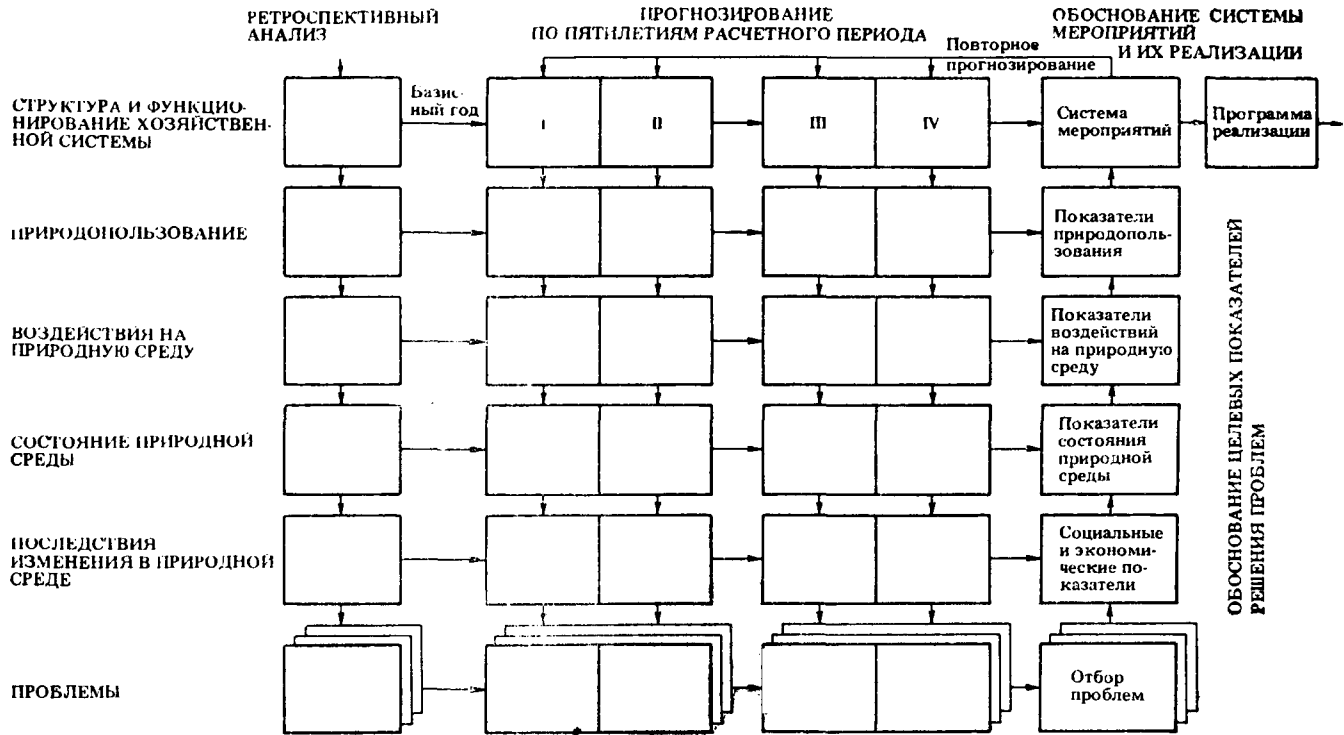 РЕТРОСПЕКТИВНЫЙ
АНАЛИЗ
ПРОГНОЗИРОВАНИЕ
ПО ПЯТИЛЕТИЯМ РАСЧЕТНОГО ПЕРИОДА
ОБОСНОВАНИЕ СИСТЕМЫ
МЕРОПРИЯТИЙ
И ИХ РЕАЛИЗАЦИИ
Повторное
прогнозирование
СТРУКТУРА И ФУНКЦИО-
НИРОВАНИЕ ХОЗЯЙСТВЕН-
НОЙ СИСТЕМЫ
Базис-
ный год
I
II
III
IV
Система
мероприятий
Программа
реализации
ПРИРОДОПОЛЬЗОВАНИЕ
Показатели
природополь-
зования
ВОЗДЕЙСТВИЯ НА
ПРИРОДНУЮ СРЕДУ
Показатели
воздействий
на природную
среду
СОСТОЯНИЕ ПРИРОДНОЙ
СРЕДЫ
Показатели
состояния
природной
среды
ПОСЛЕДСТВИЯ
ИЗМЕНЕНИЯ В ПРИРОДНОЙ
СРЕДЕ
Социальные
и экономи-
ческие по-
казатели
ПРОБЛЕМЫ
Отбор
проблем
ОБОСНОВАНИЕ ЦЕЛЕВЫХ ПОКАЗАТЕЛЕЙ
РЕШЕНИЯ ПРОБЛЕМ